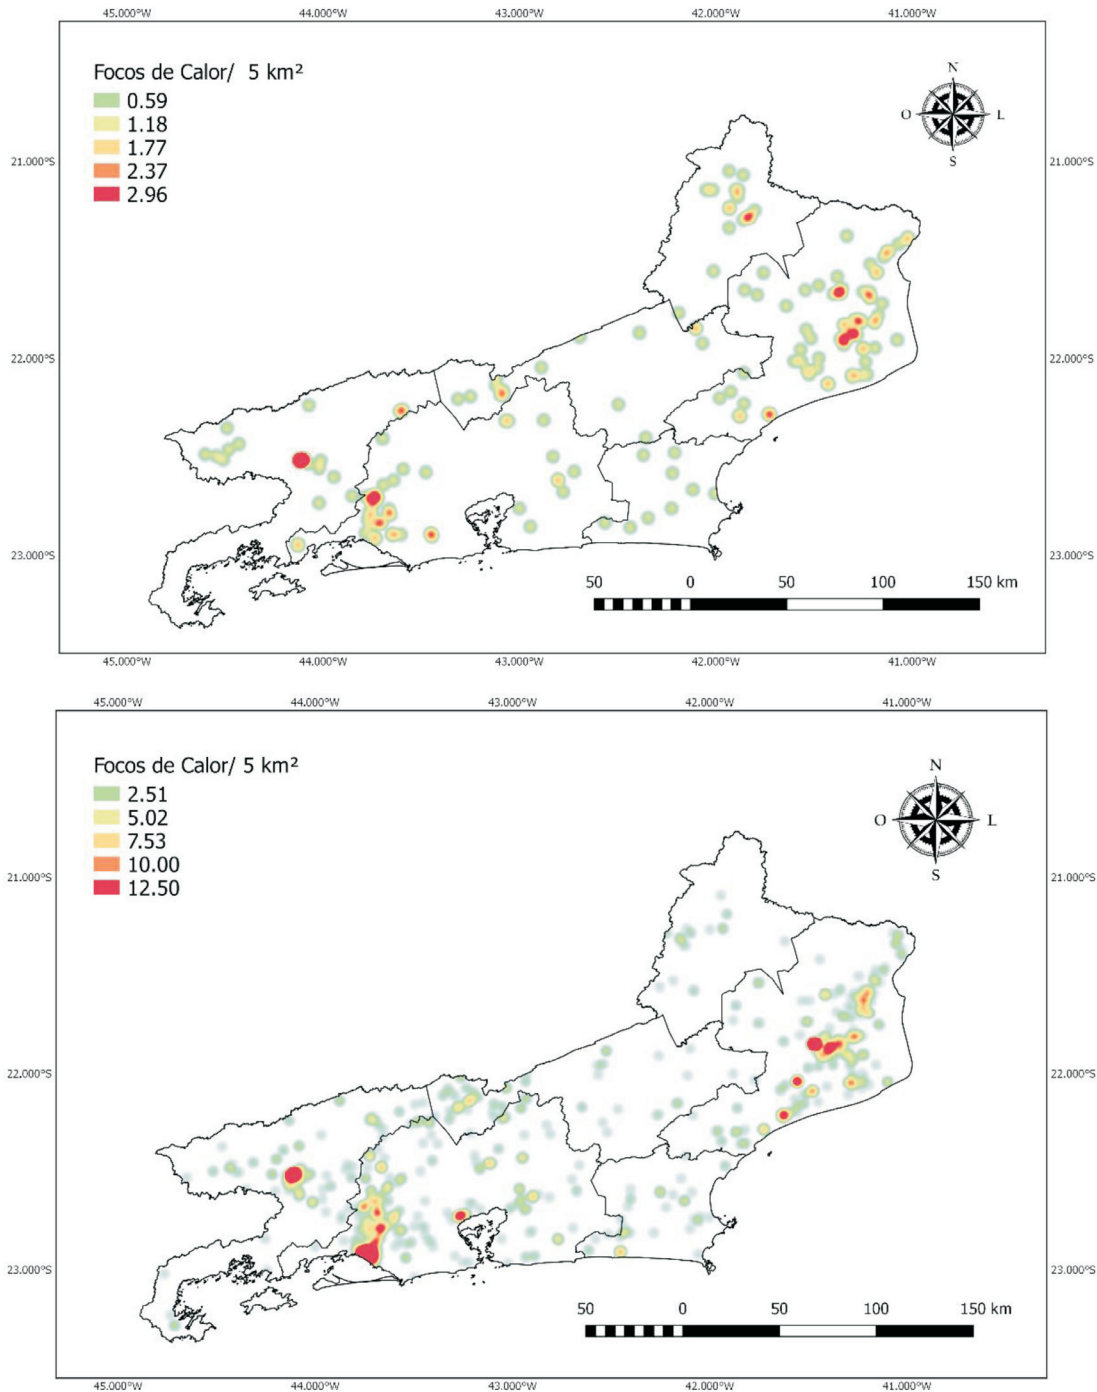 45.000°W 44.000°W 43.000°W 42.000°W 41.000°W
Focos de Calor/ 5 km²
0.59
1.18
1.77
2.37
2.96
N
O L
S
21.000°S 21.000°S
22.000°S 22.000°S
23.000°S 23.000°S
50 0 50 100 150 km
45.000°W 44.000°W 43.000°W 42.000°W 41.000°W
45.000°W 44.000°W 43.000°W 42.000°W 41.000°W
Focos de Calor/ 5 km²
2.51
5.02
7.53
10.00
12.50
N
O L
S
21.000°S 21.000°S
22.000°S 22.000°S
23.000°S 23.000°S
50 0 50 100 150 km
45.000°W 44.000°W 43.000°W 42.000°W 41.000°W